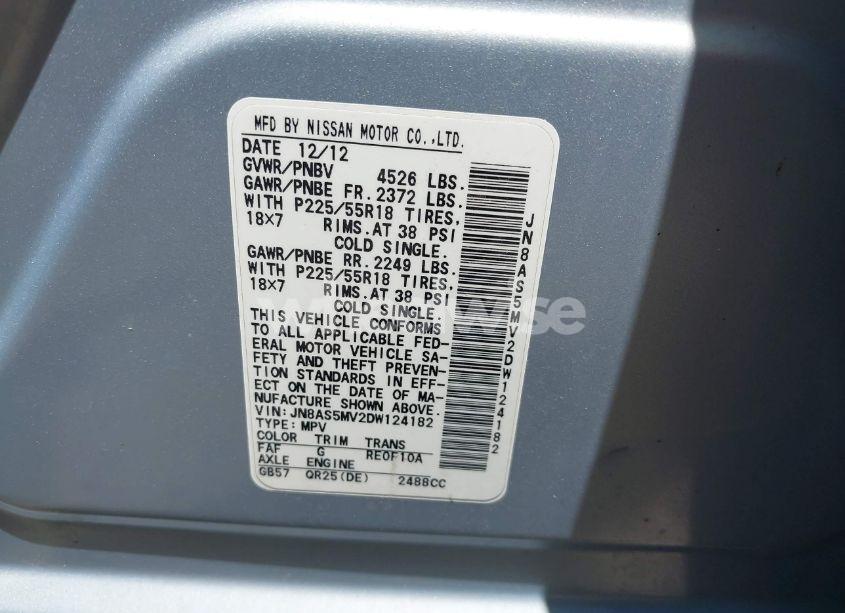 MFD BY NISSAN MOTOR CO.,LTD.
DATE 12/12
GVWR/PNBV 4526 LBS.
GAWR/PNBE FR. 2372 LBS.
WITH P225/55R18 TIRES,
18×7 RIMS.AT 38 PSI
COLD SINGLE.
GAWR/PNBE RR. 2249 LBS.
WITH P225/55R18 TIRES,
18×7 RIMS.AT 38 PSI
COLD SINGLE.
THIS VEHICLE CONFORMS
TO ALL APPLICABLE FED-
ERAL MOTOR VEHICLE SA-
FETY AND THEFT PREVEN-
TION STANDARDS IN EFF-
ECT ON THE DATE OF MA-
NUFACTURE SHOWN ABOVE.
VIN:JN8AS5MV2DW124182
TYPE:MPV
COLOR TRIM TRANS
FAF G RE0F10A
AXLE ENGINE
GB57 QR25(DE) 2488CC
JN8AS5MV2DW124182